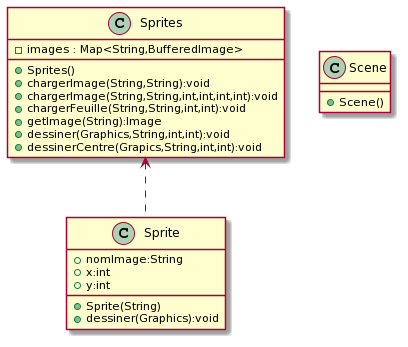 C Sprites
images : Map<String,BufferedImage>
Sprites()
chargerImage(String,String):void
chargerImage(String,String,int,int,int,int):void
chargerFeuille(String,String,int,int):void
getImage(String):Image
dessiner(Graphics,String,int,int):void
dessinerCentre(Grapics,String,int,int):void
C Scene
Scene()
C Sprite
nomImage:String
x:int
y:int
Sprite(String)
dessiner(Graphics):void